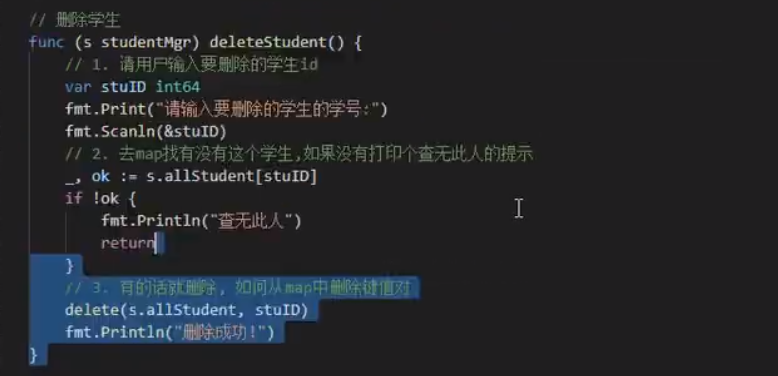 // 删除学生
func (s studentMgr) deleteStudent() {
// 1. 请用户输入要删除的学生id
var stuID int64
fmt.Print("请输入要删除的学生的学号:")
fmt.Scanln(&stuID)
// 2. 去map找有没有这个学生,如果没有打印个查无此人的提示
_, ok := s.allStudent[stuID]
if !ok {
fmt.Println("查无此人")
return
}
// 3. 有的话就删除, 如何从map中删除键值对
delete(s.allStudent, stuID)
fmt.Println("删除成功!")
}